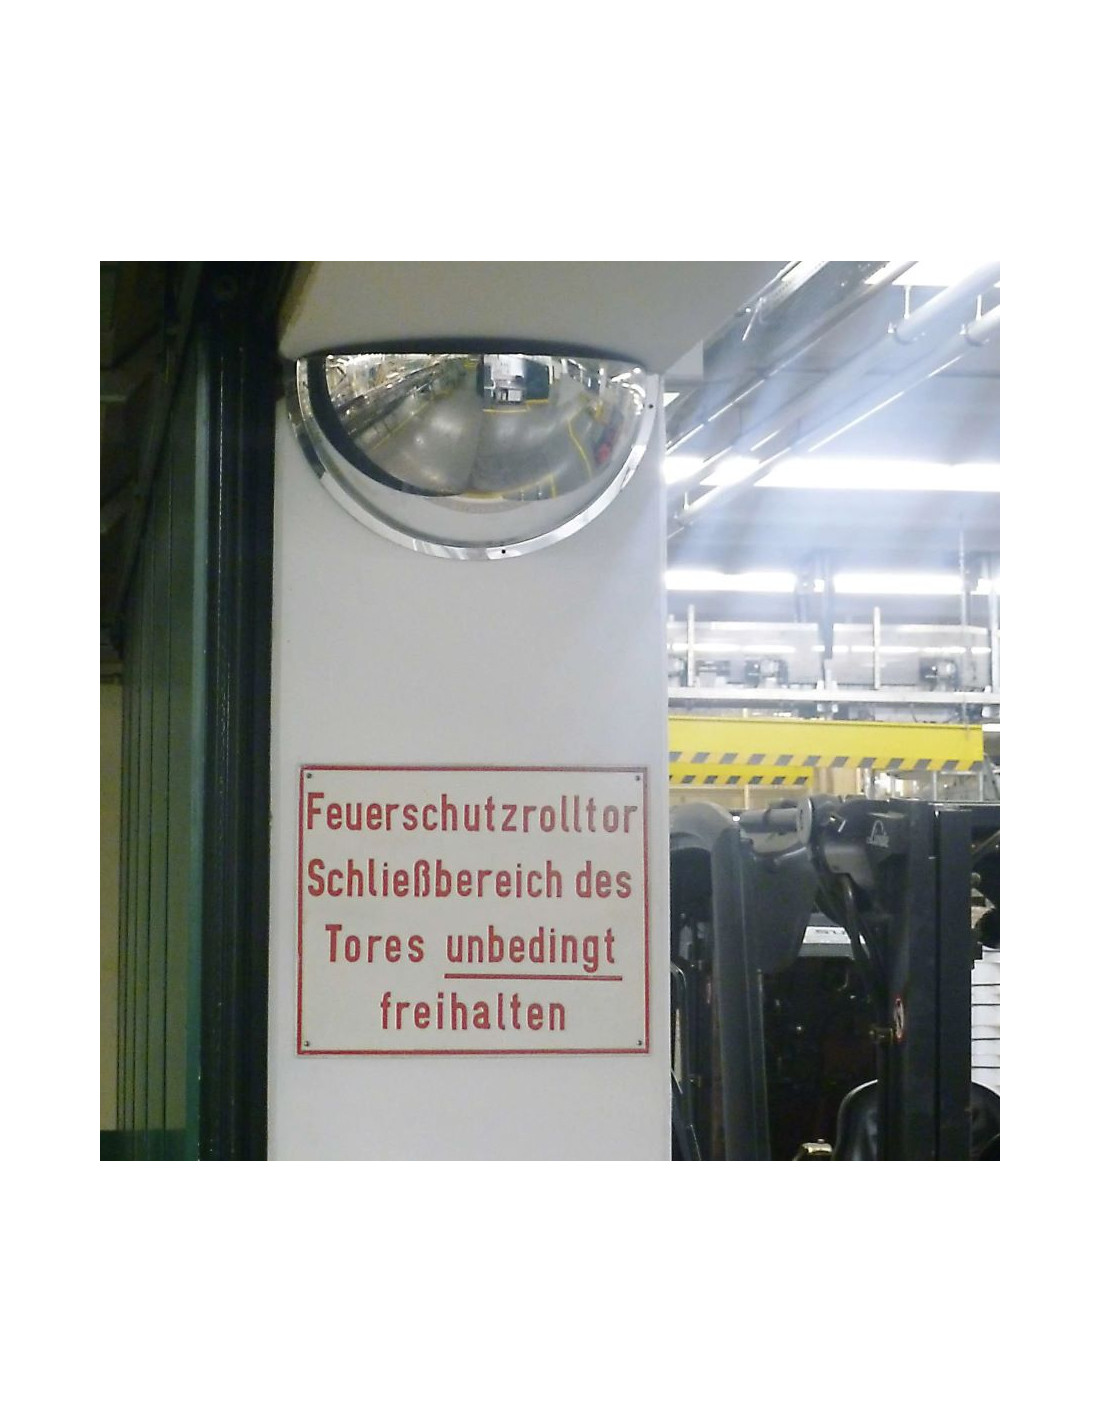 Feuerschutzrolltor
Schließbereich des
Tores unbedingt
freihalten